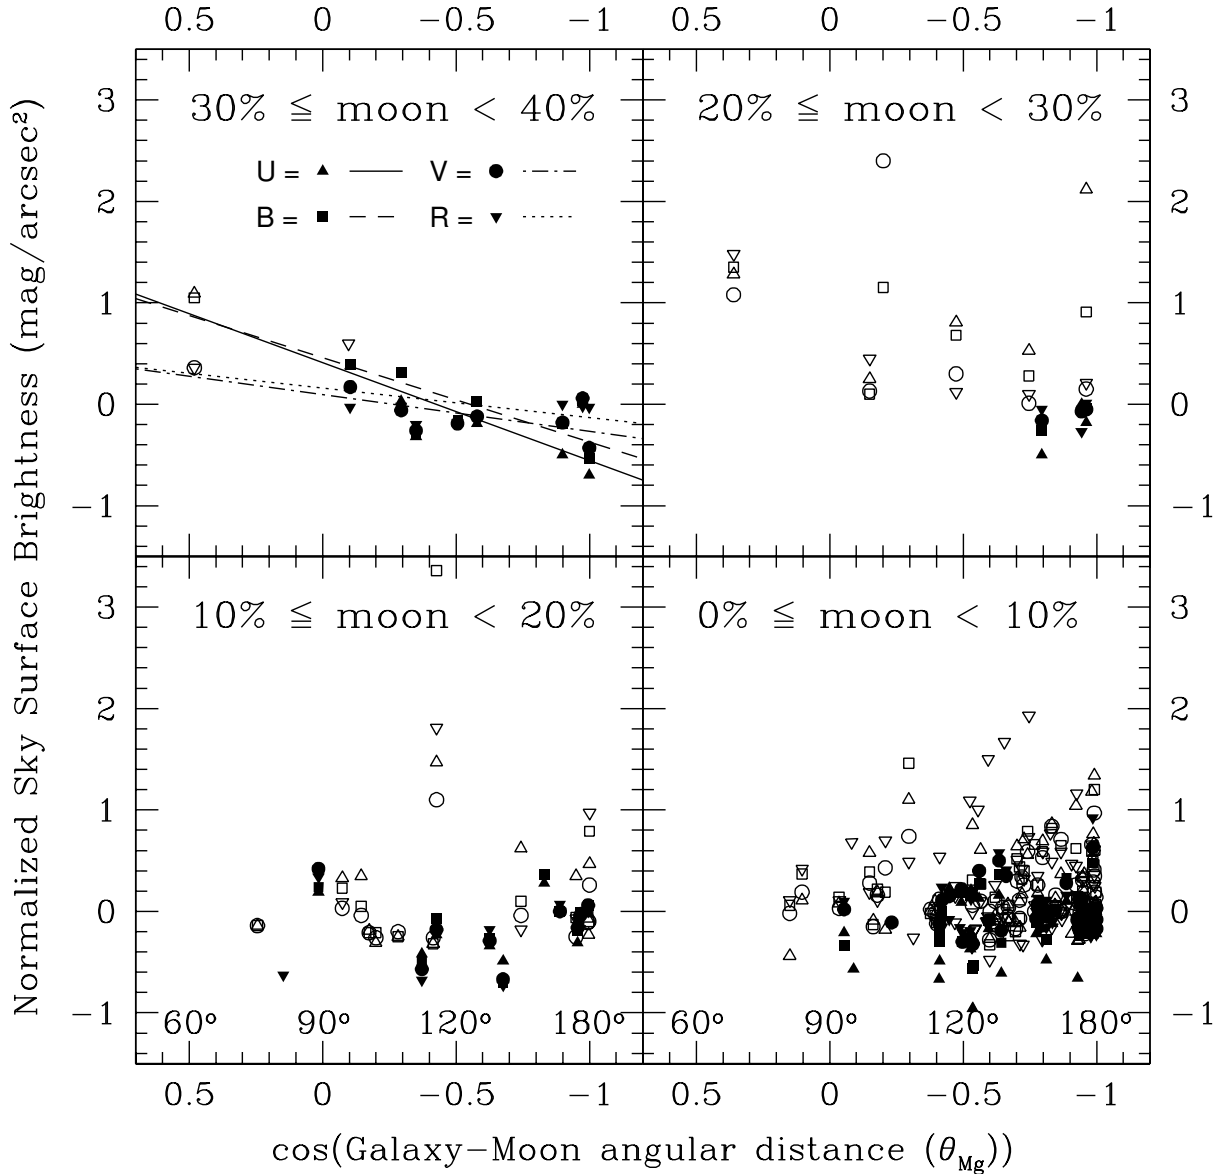 0.5 0 −0.5 −1 0.5 0 −0.5 −1
30% ≦ moon < 40%
20% ≦ moon < 30%
U = V =
B = R =
3 2 1 0 −1
3 2 1 0 −1
10% ≦ moon < 20%
0% ≦ moon < 10%
3 2 1 0 −1
3 2 1 0 −1
60° 90° 120° 180° 60° 90° 120° 180°
0.5 0 −0.5 −1 0.5 0 −0.5 −1
cos(Galaxy−Moon angular distance (θMg))
Normalized Sky Surface Brightness (mag/arcsec²)